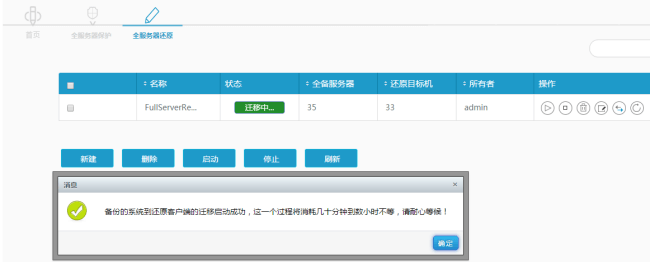 首页 全服务器保护 全服务器还原
名称 状态 全备服务器 还原目标机 所有者 操作
FullServerRe... 迁移中... 35 33 admin
新建 删除 启动 停止 刷新
消息 ×
备份的系统到还原客户端的迁移启动成功，这一个过程将消耗几十分钟到数小时不等，请耐心等候！
确定